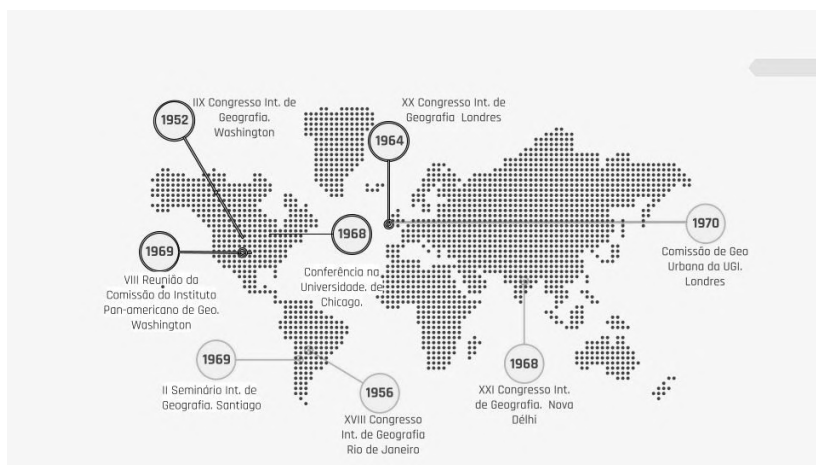 1952
IIX Congresso Int. de
Geografia.
Washington
XX Congresso Int. de
Geografia Londres
1964
1970
Comissão de Geo
Urbana da UGI.
Londres
1968
Conferência na
Universidade. de
Chicago.
1969
VIII Reunião da
Comissão do Instituto
Pan-americano de Geo.
Washington
1969
II Seminário Int. de
Geografia. Santiago
1956
XVIII Congresso
Int. de Geografia
Rio de Janeiro
1968
XXI Congresso Int.
de Geografia. Nova
Délhi